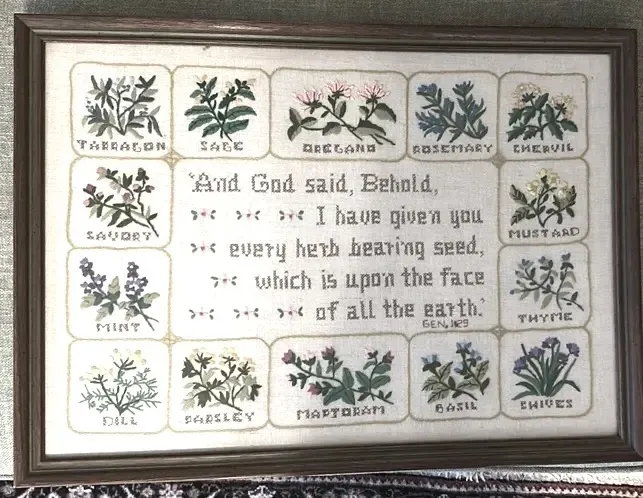 TARRAGON SAGE OREGANO ROSEMARY CHERVIL
'And God said, Behold,
I have given you
every herb bearing seed,
which is upon the face
of all the earth.'
GEN. 1:29
SAVORY
MINT
MUSTARD
THYME
DILL PARSLEY MARJORAM BASIL CHIVES